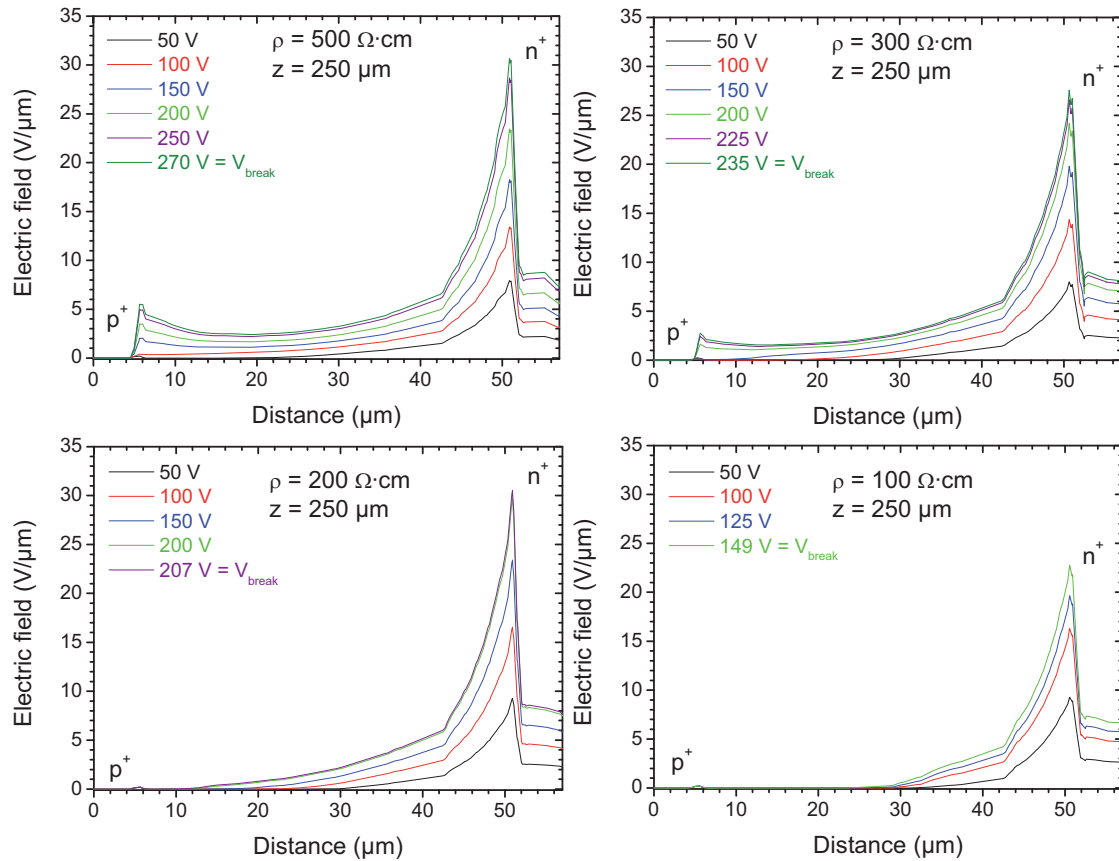 35
30
25
20
15
10
5
0
Electric field (V/μm)
50 V
100 V
150 V
200 V
250 V
270 V = V_break
ρ = 500 Ω·cm
z = 250 μm
n⁺
p⁺
0 10 20 30 40 50
Distance (μm)
35
30
25
20
15
10
5
0
Electric field (V/μm)
50 V
100 V
150 V
200 V
225 V
235 V = V_break
ρ = 300 Ω·cm
z = 250 μm
n⁺
p⁺
0 10 20 30 40 50
Distance (μm)
35
30
25
20
15
10
5
0
Electric field (V/μm)
50 V
100 V
150 V
200 V
207 V = V_break
ρ = 200 Ω·cm
z = 250 μm
n⁺
p⁺
0 10 20 30 40 50
Distance (μm)
35
30
25
20
15
10
5
0
Electric field (V/μm)
50 V
100 V
125 V
149 V = V_break
ρ = 100 Ω·cm
z = 250 μm
n⁺
p⁺
0 10 20 30 40 50
Distance (μm)